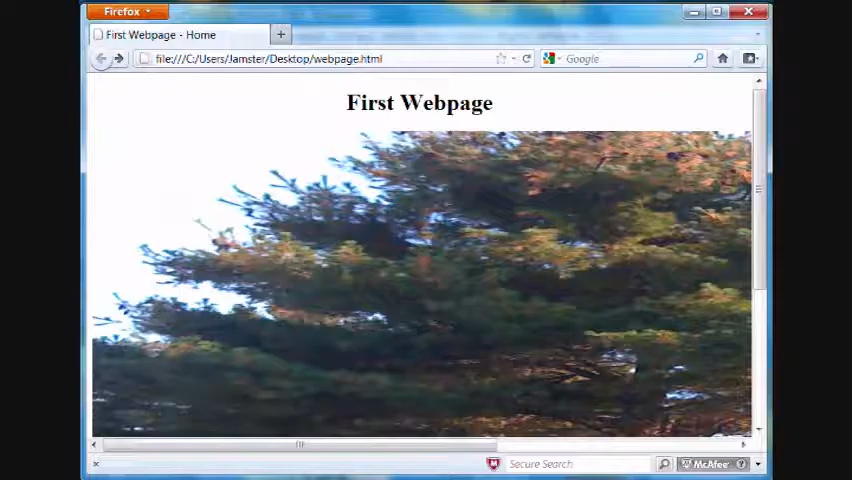 Firefox
First Webpage - Home
file:///C:/Users/Jamster/Desktop/webpage.html
Google
First Webpage
Secure Search
McAfee